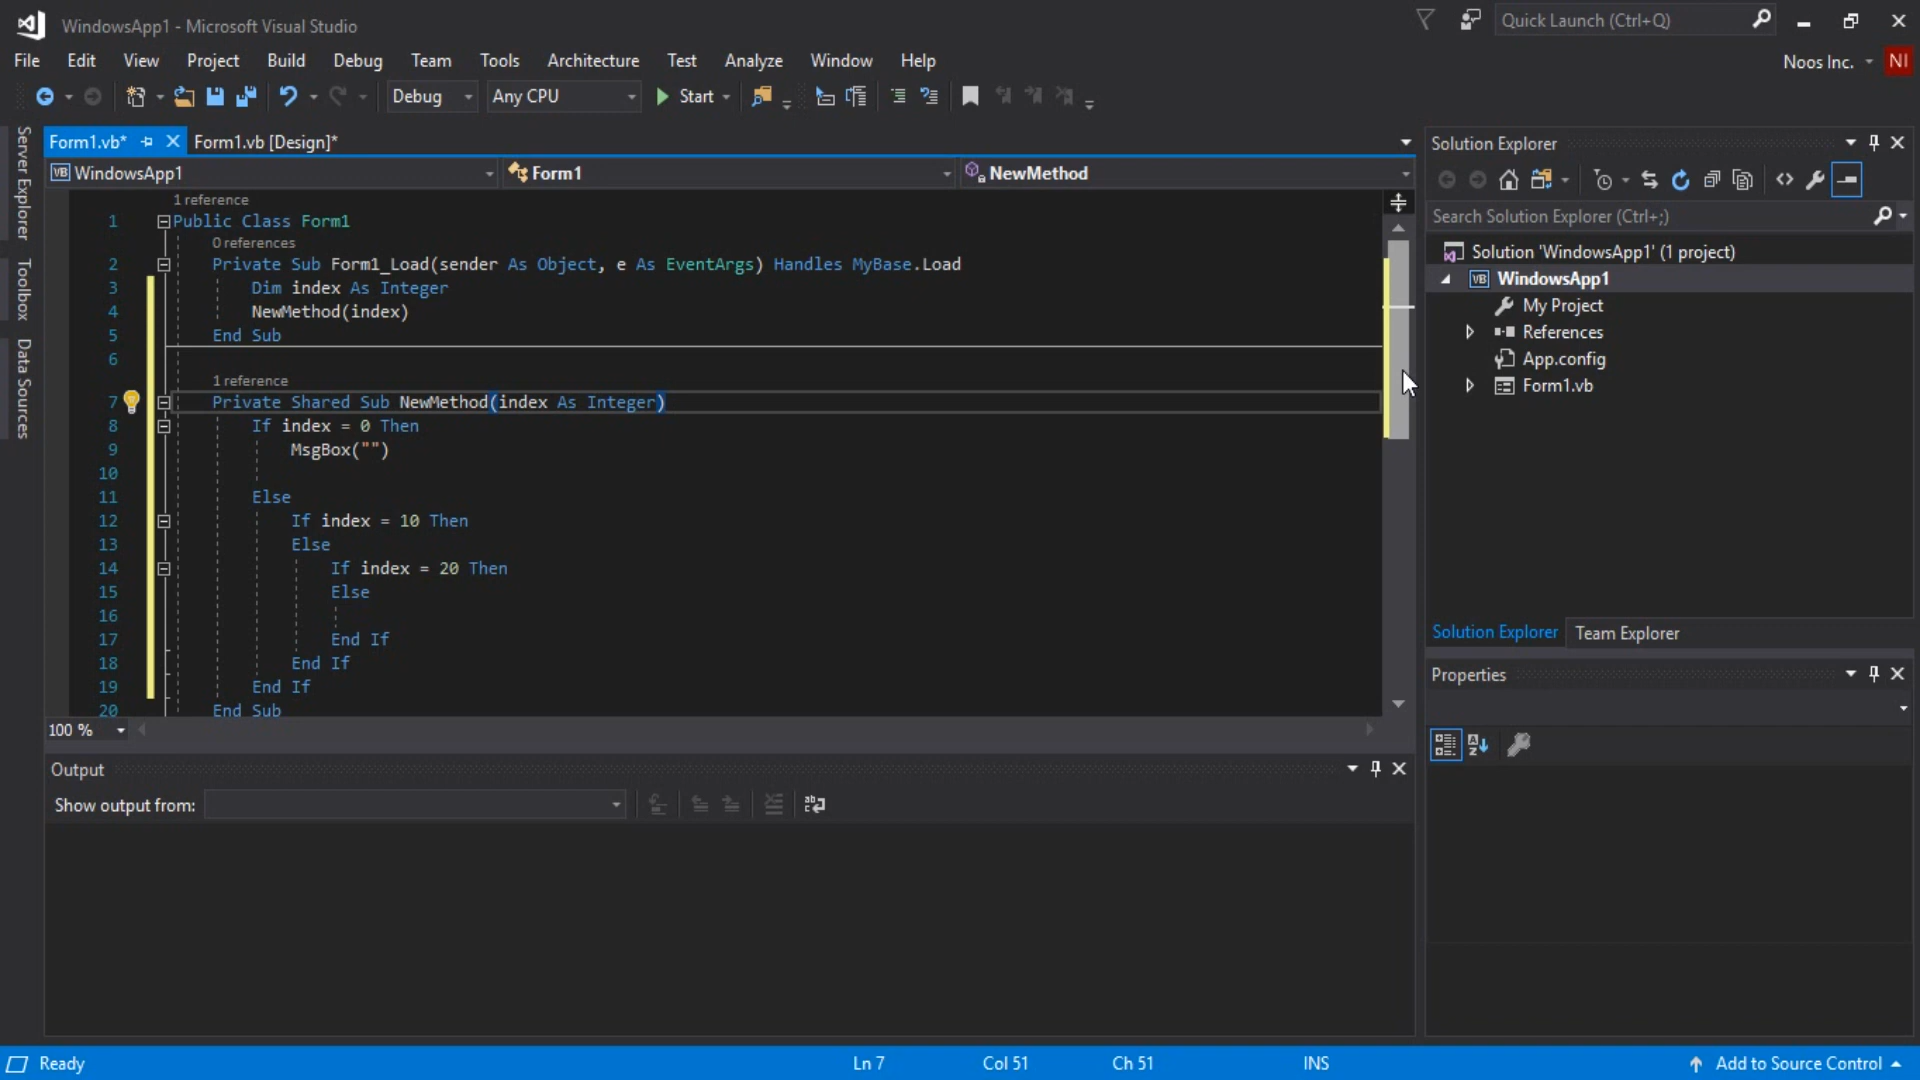 WindowsApp1 - Microsoft Visual Studio
Quick Launch (Ctrl+Q)
File Edit View Project Build Debug Team Tools Architecture Test Analyze Window Help
Noos Inc. NI
Debug Any CPU Start
Server Explorer
Toolbox
Data Sources
Form1.vb* Form1.vb [Design]*
VB WindowsApp1 Form1 NewMethod
1 reference
1 Public Class Form1
0 references
2 Private Sub Form1_Load(sender As Object, e As EventArgs) Handles MyBase.Load
3 Dim index As Integer
4 NewMethod(index)
5 End Sub
6
1 reference
7 Private Shared Sub NewMethod(index As Integer)
8 If index = 0 Then
9 MsgBox("")
10
11 Else
12 If index = 10 Then
13 Else
14 If index = 20 Then
15 Else
16
17 End If
18 End If
19 End If
20 End Sub
100 %
Output
Show output from:
Solution Explorer
Search Solution Explorer (Ctrl+;)
Solution 'WindowsApp1' (1 project)
VB WindowsApp1
My Project
References
App.config
Form1.vb
Solution Explorer Team Explorer
Properties
Ready Ln 7 Col 51 Ch 51 INS Add to Source Control